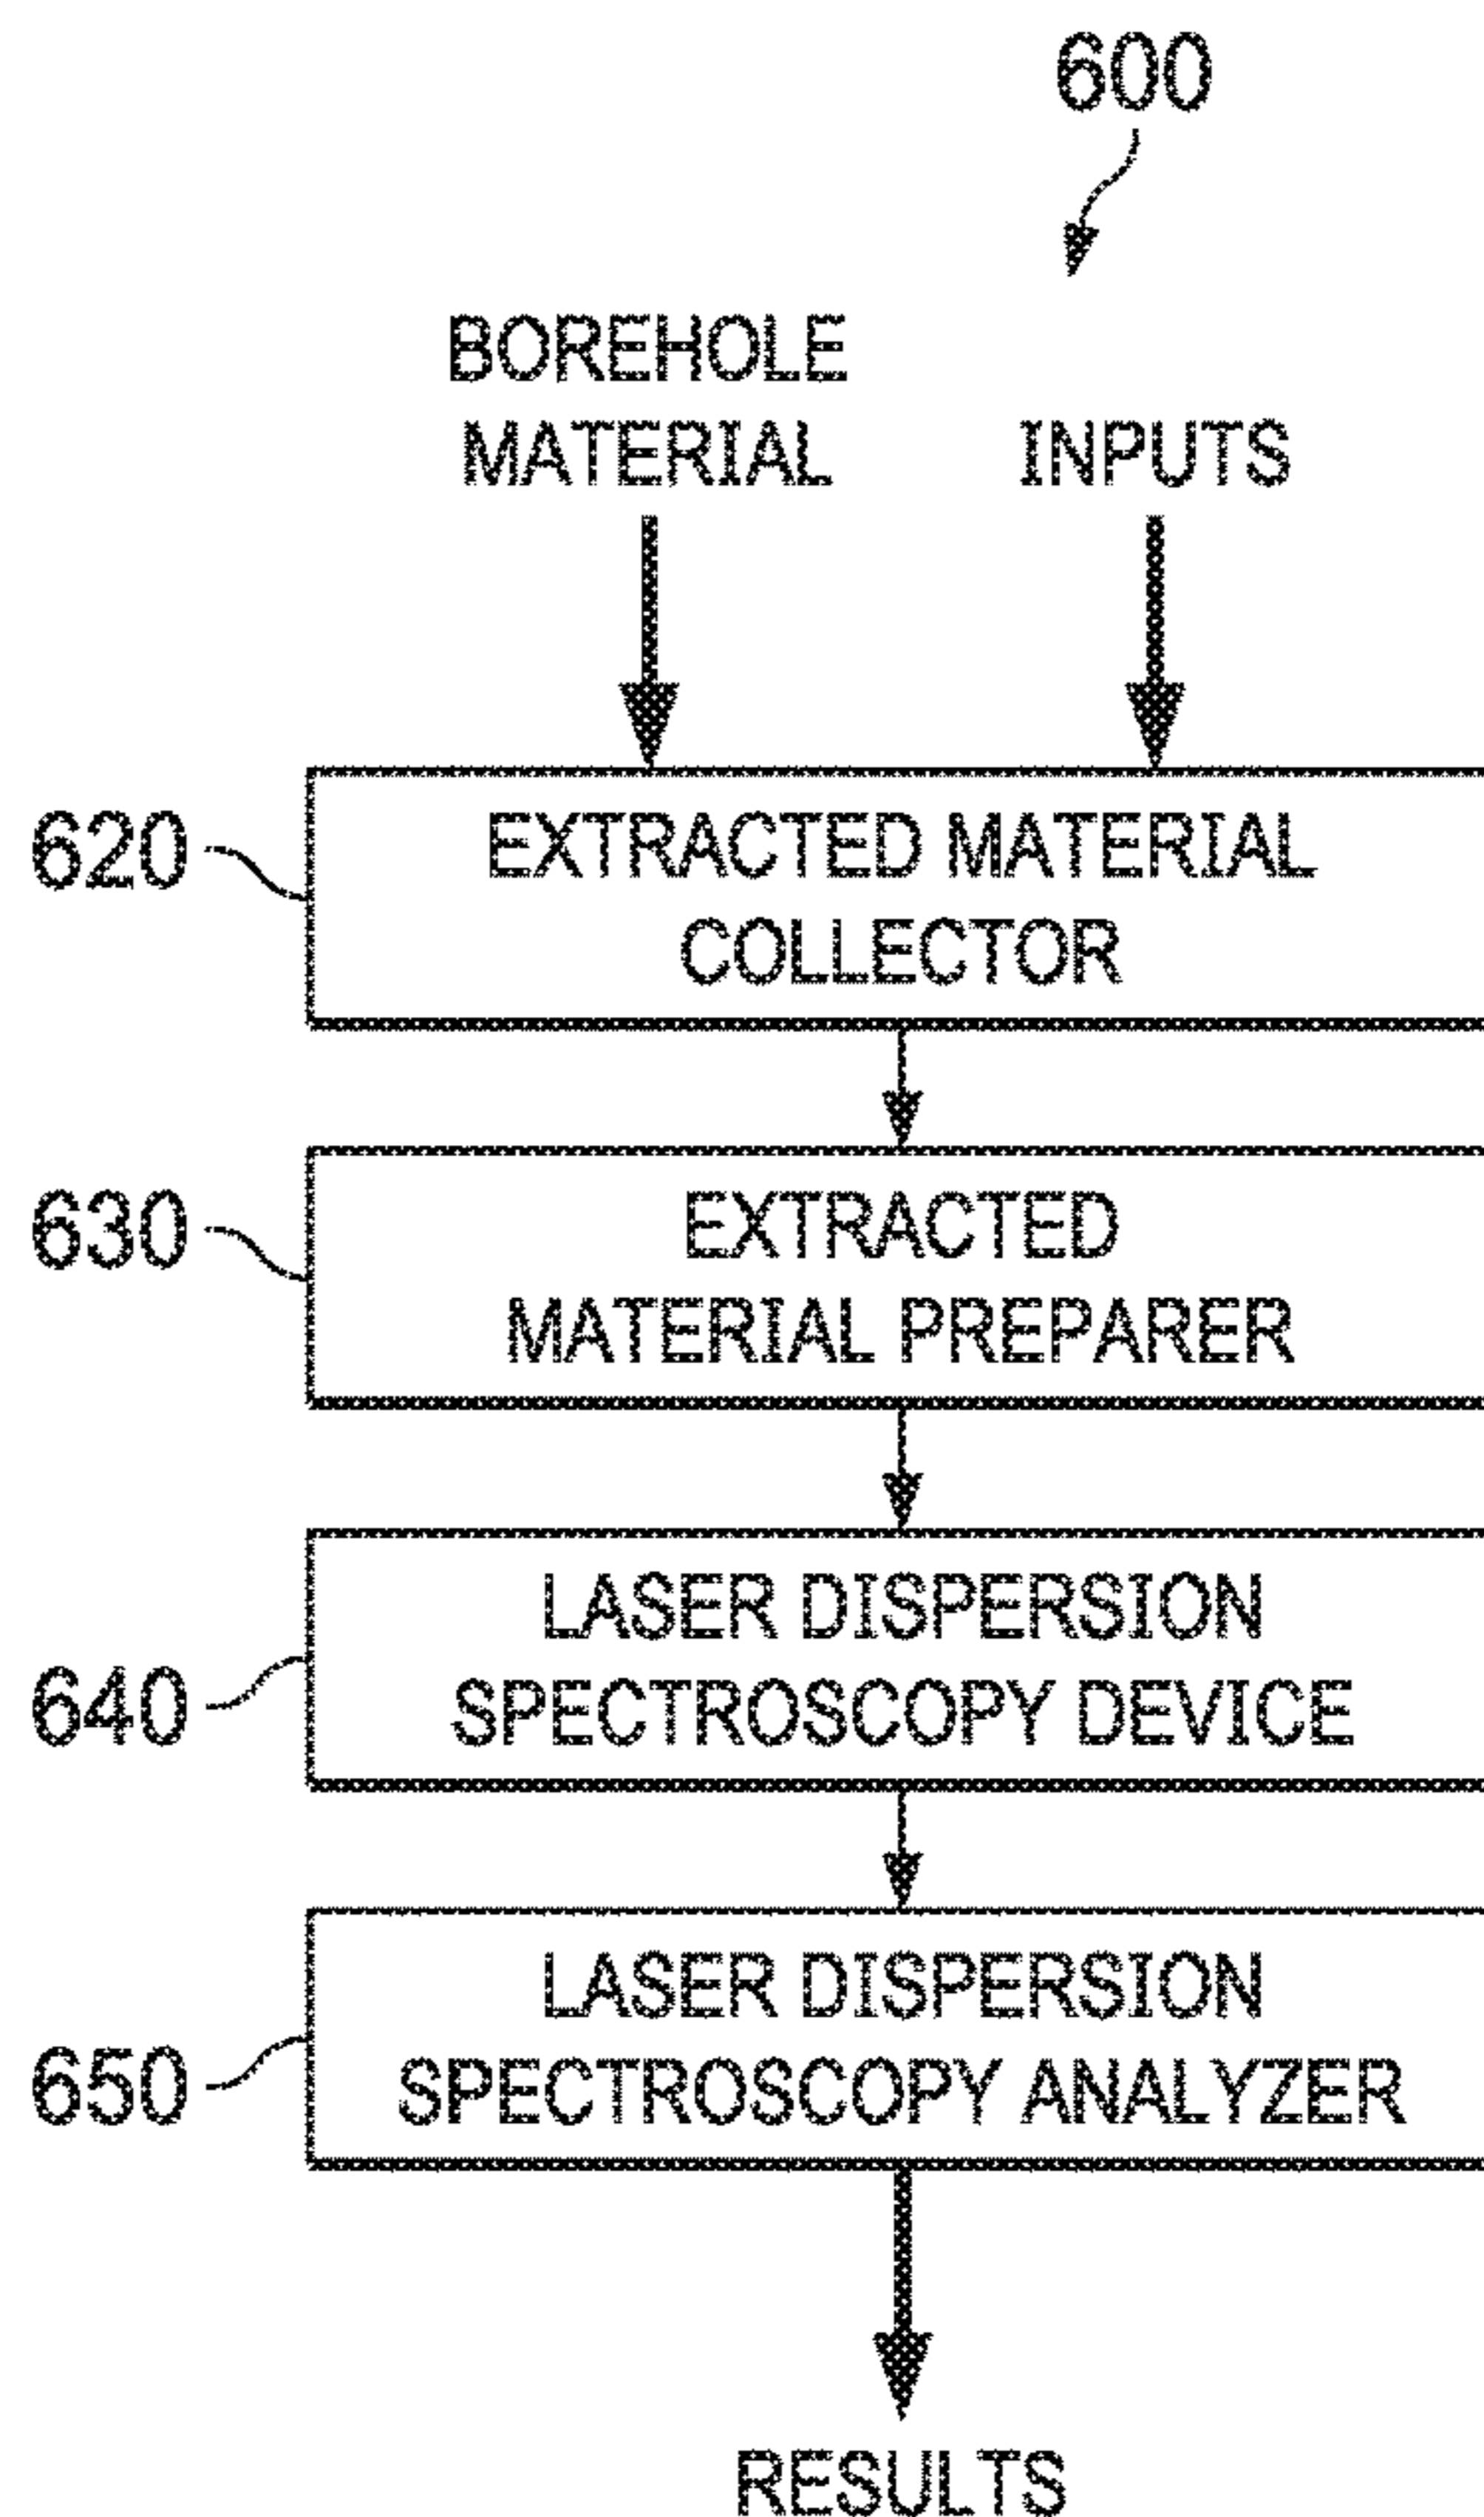 600
BOREHOLE
MATERIAL
INPUTS
620
EXTRACTED MATERIAL
COLLECTOR
630
EXTRACTED
MATERIAL PREPARER
640
LASER DISPERSION
SPECTROSCOPY DEVICE
650
LASER DISPERSION
SPECTROSCOPY ANALYZER
RESULTS